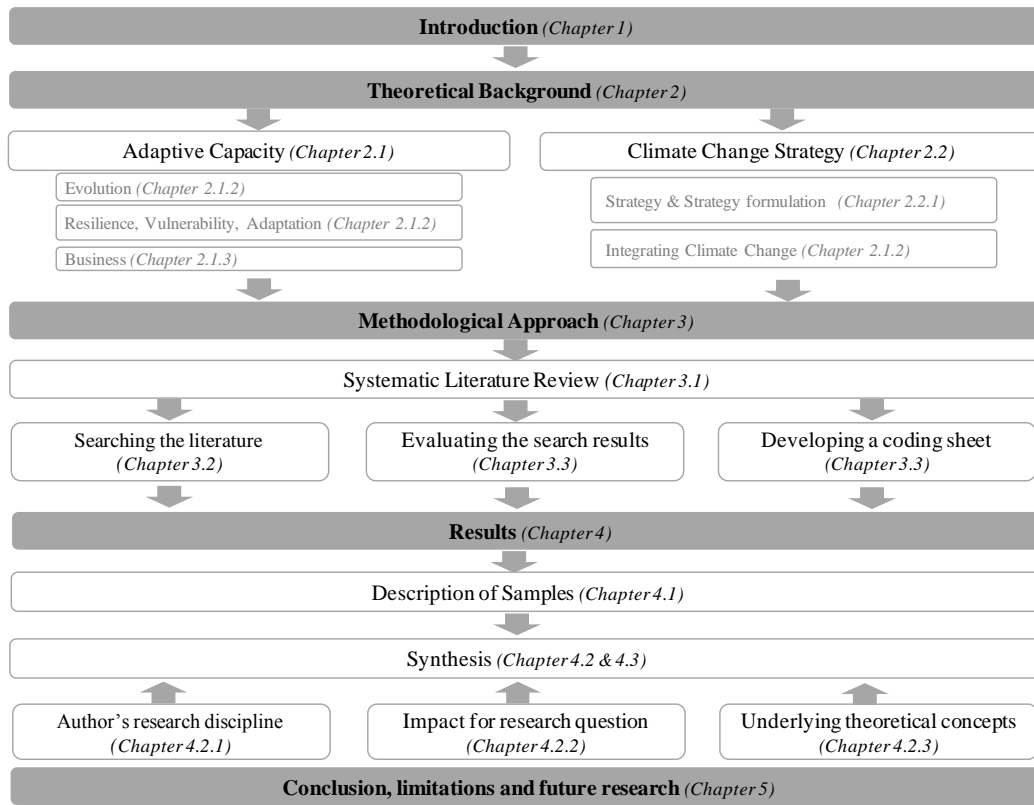 Introduction (Chapter 1)
Theoretical Background (Chapter 2)
Adaptive Capacity (Chapter 2.1)
Evolution (Chapter 2.1.2)
Resilience, Vulnerability, Adaptation (Chapter 2.1.2)
Business (Chapter 2.1.3)
Climate Change Strategy (Chapter 2.2)
Strategy & Strategy formulation (Chapter 2.2.1)
Integrating Climate Change (Chapter 2.1.2)
Methodological Approach (Chapter 3)
Systematic Literature Review (Chapter 3.1)
Searching the literature
(Chapter 3.2)
Evaluating the search results
(Chapter 3.3)
Developing a coding sheet
(Chapter 3.3)
Results (Chapter 4)
Description of Samples (Chapter 4.1)
Synthesis (Chapter 4.2 & 4.3)
Author's research discipline
(Chapter 4.2.1)
Impact for research question
(Chapter 4.2.2)
Underlying theoretical concepts
(Chapter 4.2.3)
Conclusion, limitations and future research (Chapter 5)